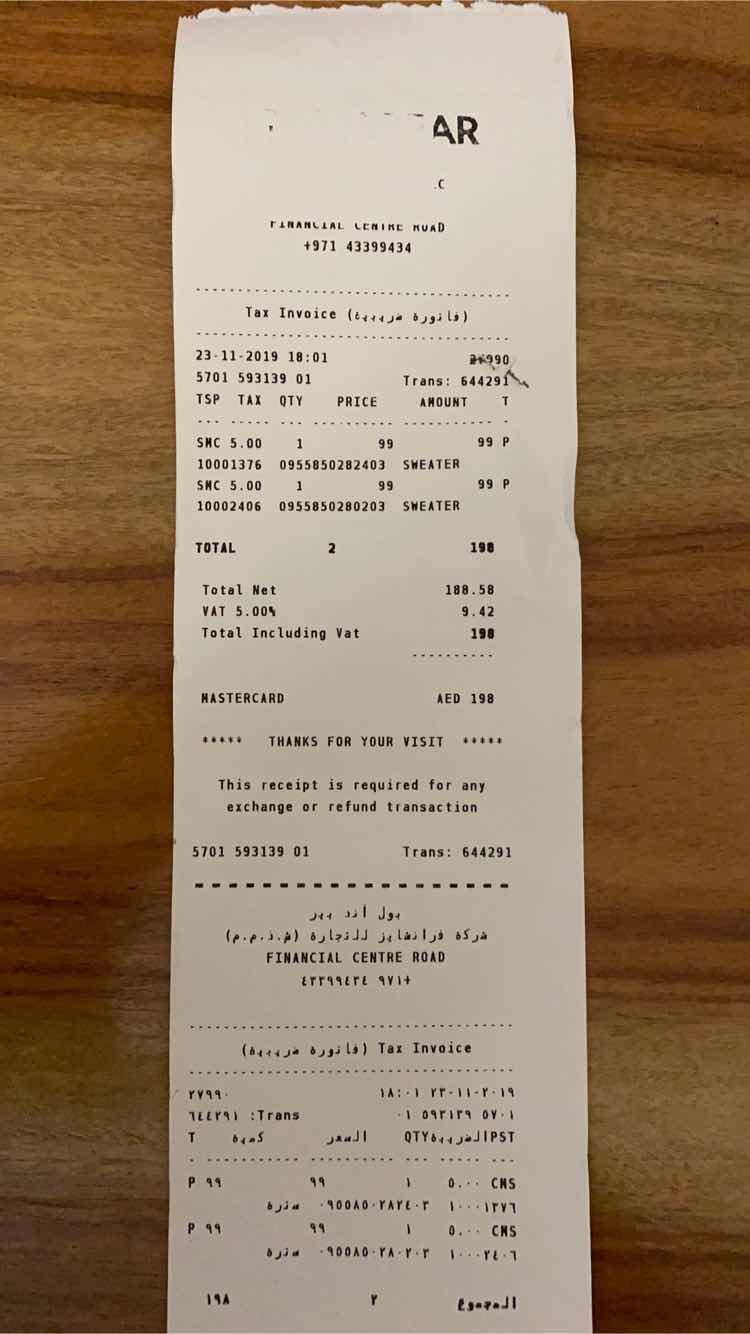 AR
.C
FINANCIAL CENTRE ROAD
+971 43399434
Tax Invoice (فاتورة ضريبية)
23-11-2019 18:01
5701 593139 01 Trans: 644291
TSP TAX QTY PRICE AMOUNT T
SMC 5.00 1 99 99 P
10001376 0955850282403 SWEATER
SMC 5.00 1 99 99 P
10002406 0955850280203 SWEATER
TOTAL 2 198
Total Net 188.58
VAT 5.00% 9.42
Total Including Vat 198
MASTERCARD AED 198
***** THANKS FOR YOUR VISIT *****
This receipt is required for any
exchange or refund transaction
5701 593139 01 Trans: 644291
بول آند بير
شركة فرانشايز للتجارة (ش.ذ.م.م)
FINANCIAL CENTRE ROAD
٤٣٣٩٩٤٣٤ ٩٧١+
(فاتورة ضريبية) Tax Invoice
٢٧٩٩٠ ١٨:٠١ ٢٣-١١-٢٠١٩
٦٤٤٢٩١ :Trans ٠١ ٥٩٣١٣٩ ٥٧٠١
T كمية السعر QTY الضريبة PST
P ٩٩ ٩٩ ١ ٥.٠٠ CMS
سترة ٠٩٥٥٨٥٠٢٨٢٤٠٣ ١٠٠٠١٣٧٦
P ٩٩ ٩٩ ١ ٥.٠٠ CMS
سترة ٠٩٥٥٨٥٠٢٨٠٢٠٣ ١٠٠٠٢٤٠٦
١٩٨ ٢ المجموع